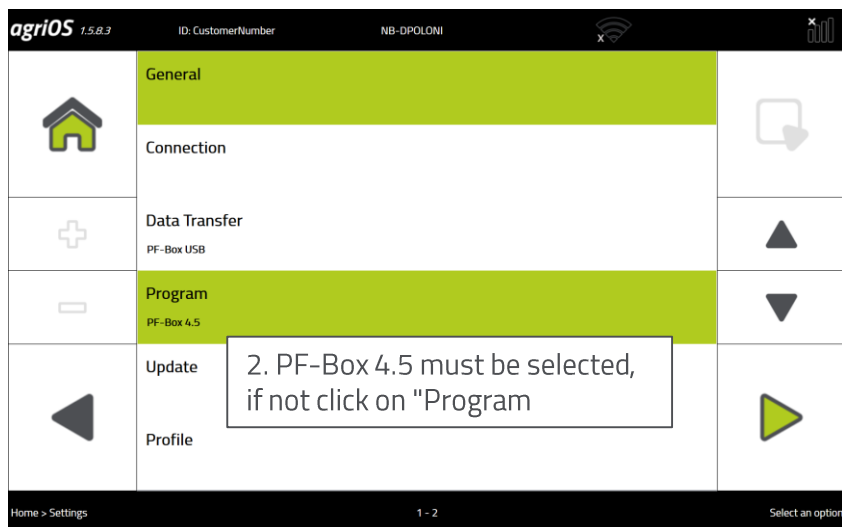 agriOS 1.5.8.3 ID: CustomerNumber NB-DPOLONI x x
General
Connection
Data Transfer
PF-Box USB
Program
PF-Box 4.5
Update
2. PF-Box 4.5 must be selected,
if not click on "Program
Profile
Home > Settings 1 - 2 Select an option